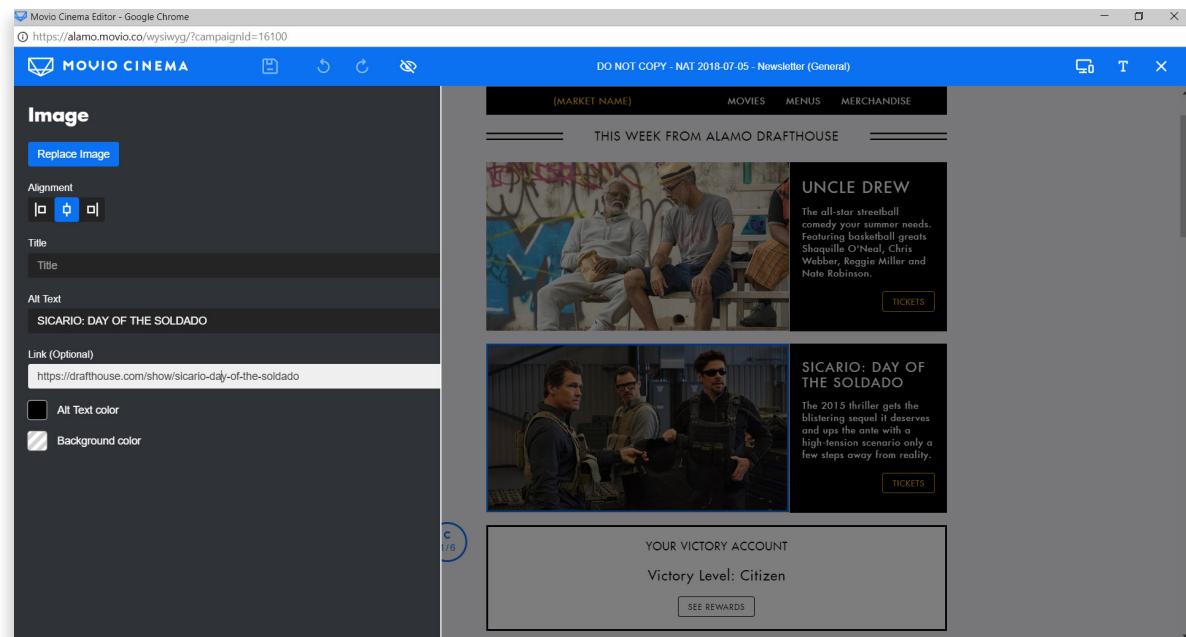 Movio Cinema Editor - Google Chrome
https://alamo.movio.co/wysiwyg/?campaignId=16100
MOVIO CINEMA
DO NOT COPY - NAT 2018-07-05 - Newsletter (General)
T
Image
Replace Image
Alignment
Title
Title
Alt Text
SICARIO: DAY OF THE SOLDADO
Link (Optional)
https://drafthouse.com/show/sicario-day-of-the-soldado
Alt Text color
Background color
(MARKET NAME)
MOVIES MENUS MERCHANDISE
THIS WEEK FROM ALAMO DRAFTHOUSE
UNCLE DREW
The all-star streetball
comedy your summer needs.
Featuring basketball greats
Shaquille O'Neal, Chris
Webber, Reggie Miller and
Nate Robinson.
TICKETS
SICARIO: DAY OF
THE SOLDADO
The 2015 thriller gets the
blistering sequel it deserves
and ups the ante with a
high-tension scenario only a
few steps away from reality.
TICKETS
C
1/6
YOUR VICTORY ACCOUNT
Victory Level: Citizen
SEE REWARDS